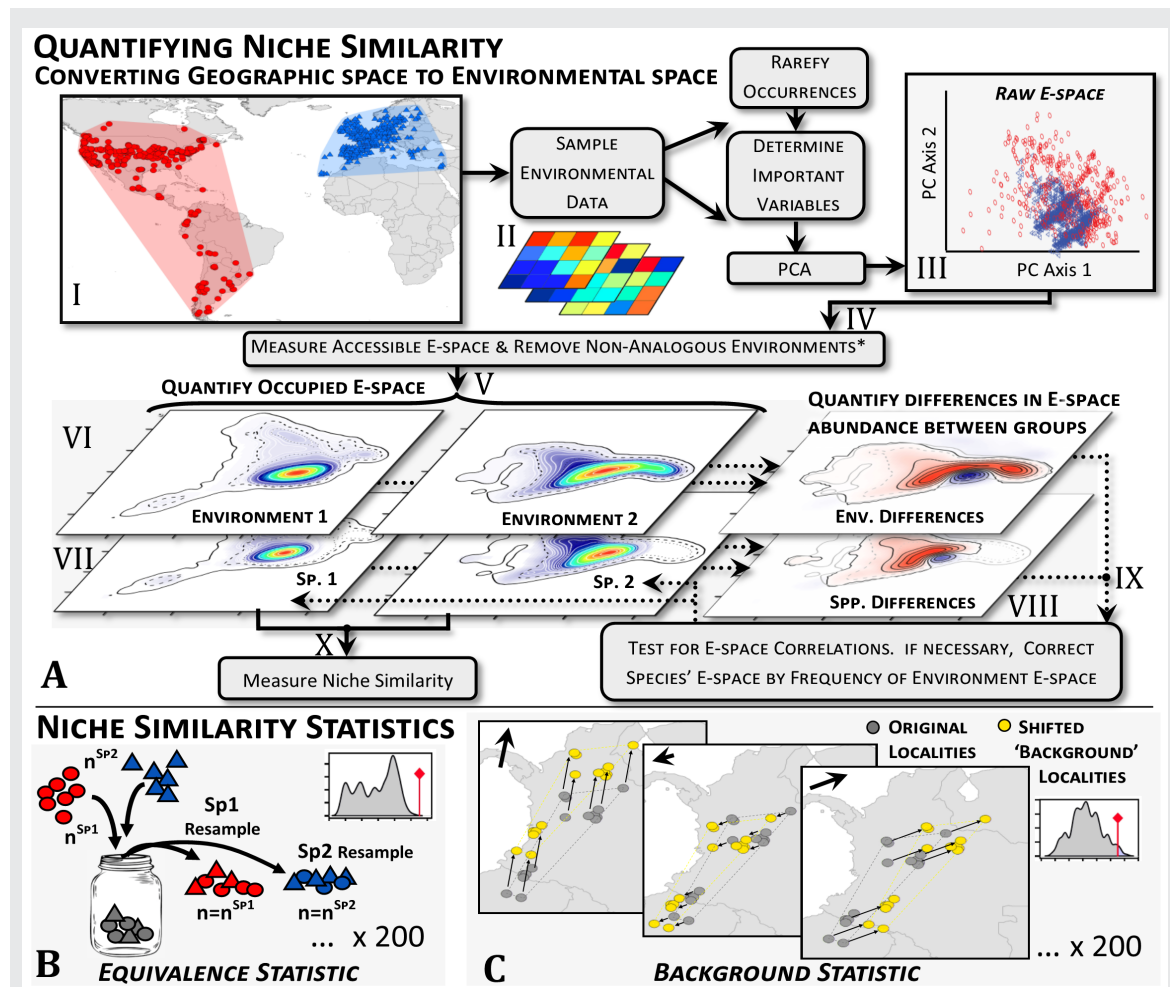 Quantifying Niche Similarity
Converting Geographic space to Environmental space
I
Sample
Environmental
Data
II
Rarefy
Occurrences
Determine
Important
Variables
PCA
Raw E-space
PC Axis 2
PC Axis 1
III
IV
Measure Accessible E-space & Remove Non-Analogous Environments*
V
Quantify Occupied E-space
Quantify differences in E-space
abundance between groups
VI
Environment 1
Environment 2
Env. Differences
VII
Sp. 1
Sp. 2
Spp. Differences
VIII
IX
X
Measure Niche Similarity
Test for E-space Correlations. if necessary, Correct
Species' E-space by Frequency of Environment E-space
A
Niche Similarity Statistics
nSp2
nSp1
Sp1
Resample
Sp2 Resample
n=nSp1
n=nSp2
... x 200
B
Equivalence Statistic
Original
Localities
Shifted
'Background'
Localities
... x 200
C
Background Statistic